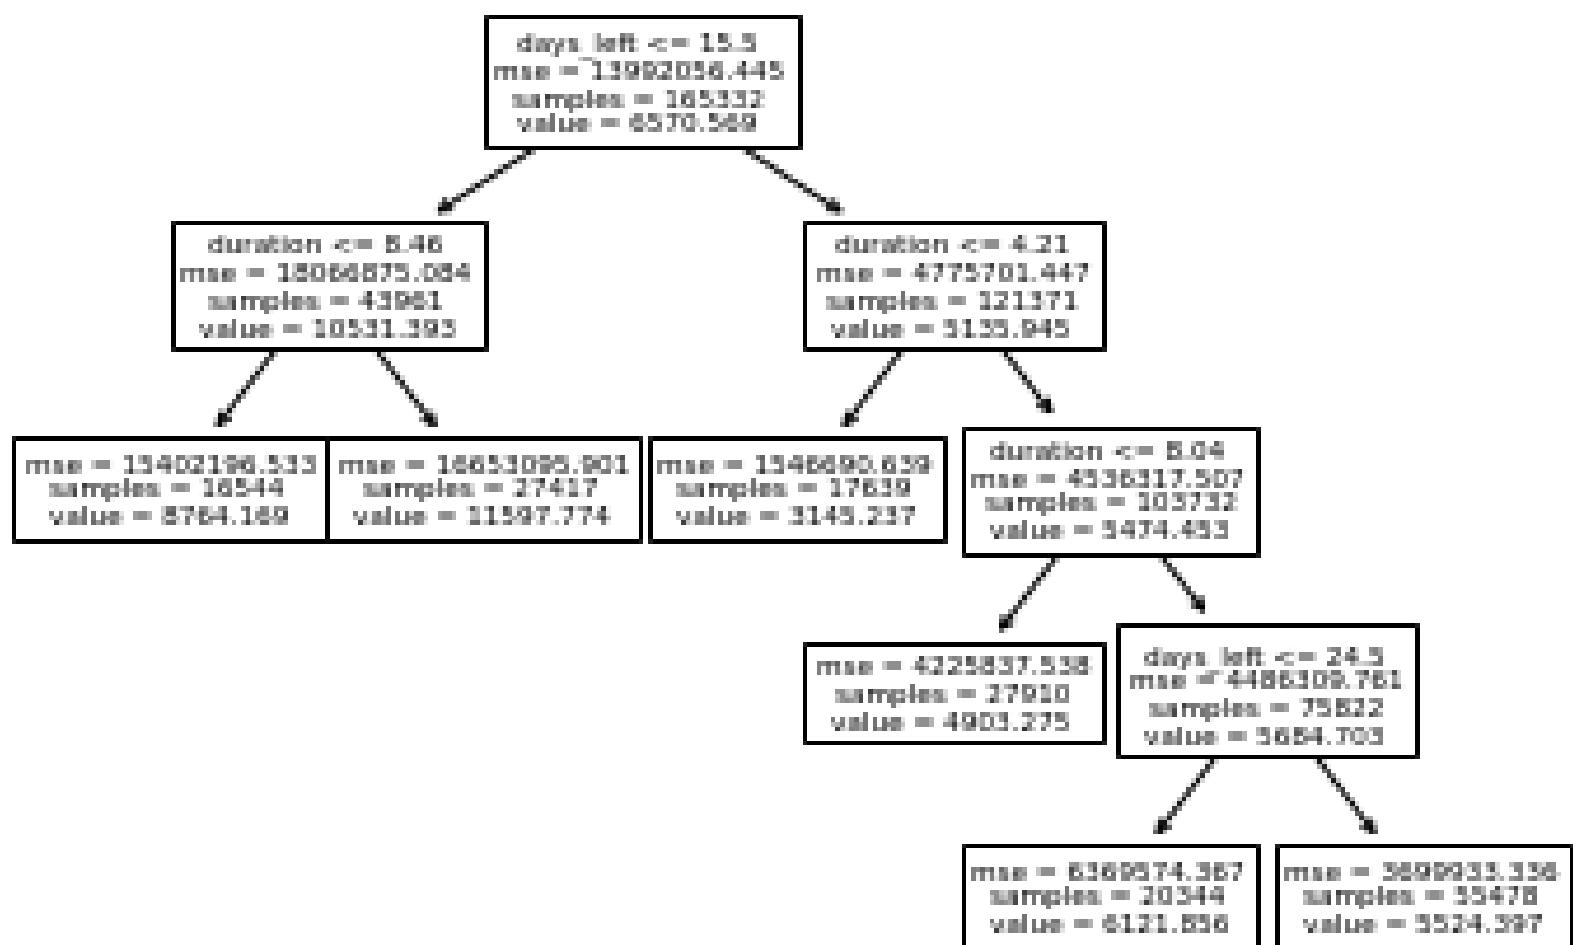 days_left <= 15.5
mse = 13992056.445
samples = 165332
value = 6570.569
duration <= 8.46
mse = 18066875.084
samples = 43961
value = 10531.393
duration <= 4.21
mse = 4775701.447
samples = 121371
value = 5135.945
mse = 15402196.533
samples = 16544
value = 8764.169
mse = 16653095.901
samples = 27417
value = 11597.774
mse = 1546690.639
samples = 17639
value = 3145.237
duration <= 8.04
mse = 4536317.507
samples = 103732
value = 5474.453
mse = 4225837.538
samples = 27910
value = 4903.275
days_left <= 24.5
mse = 4486309.761
samples = 75822
value = 5684.703
mse = 6369574.367
samples = 20344
value = 6121.856
mse = 3699933.336
samples = 55478
value = 5524.397